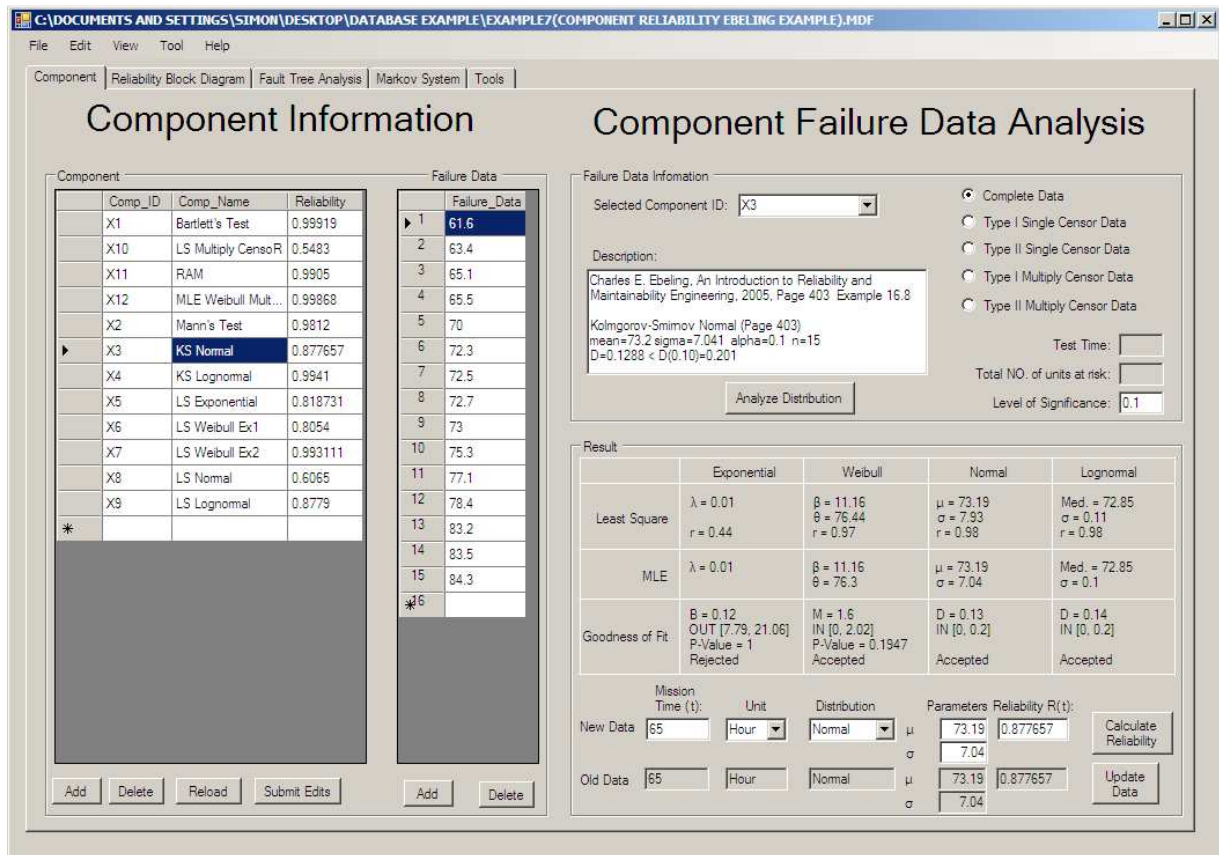 C:\DOCUMENTS AND SETTINGS\SIMON\DESKTOP\DATABASE EXAMPLE\EXAMPLE7(COMPONENT RELIABILITY EBELING EXAMPLE).MDF
File Edit View Tool Help
Component Reliability Block Diagram Fault Tree Analysis Markov System Tools
Component Information
Component
Comp_ID Comp_Name Reliability
X1 Bartlett's Test 0.99919
X10 LS Multiply CensoR 0.5483
X11 RAM 0.9905
X12 MLE Weibull Mult... 0.99868
X2 Mann's Test 0.9812
X3 KS Normal 0.877657
X4 KS Lognormal 0.9941
X5 LS Exponential 0.818731
X6 LS Weibull Ex1 0.8054
X7 LS Weibull Ex2 0.993111
X8 LS Normal 0.6065
X9 LS Lognormal 0.8779
Add Delete Reload Submit Edits
Failure Data
Failure_Data
1 61.6
2 63.4
3 65.1
4 65.5
5 70
6 72.3
7 72.5
8 72.7
9 73
10 75.3
11 77.1
12 78.4
13 83.2
14 83.5
15 84.3
16
Add Delete
Component Failure Data Analysis
Failure Data Infomation
Selected Component ID: X3
Description:
Charles E. Ebeling, An Introduction to Reliability and
Maintainability Engineering, 2005, Page 403 Example 16.8
Kolmgorov-Smirnov Normal (Page 403)
mean=73.2 sigma=7.041 alpha=0.1 n=15
D=0.1288 < D(0.10)=0.201
Analyze Distribution
Complete Data
Type I Single Censor Data
Type II Single Censor Data
Type I Multiply Censor Data
Type II Multiply Censor Data
Test Time:
Total NO. of units at risk:
Level of Significance: 0.1
Result
Exponential Weibull Normal Lognormal
Least Square
λ = 0.01
r = 0.44
β = 11.16
θ = 76.44
r = 0.97
μ = 73.19
σ = 7.93
r = 0.98
Med. = 72.85
σ = 0.11
r = 0.98
MLE
λ = 0.01
β = 11.16
θ = 76.3
μ = 73.19
σ = 7.04
Med. = 72.85
σ = 0.1
Goodness of Fit
B = 0.12
OUT [7.79, 21.06]
P-Value = 1
Rejected
M = 1.6
IN [0, 2.02]
P-Value = 0.1947
Accepted
D = 0.13
IN [0, 0.2]
Accepted
D = 0.14
IN [0, 0.2]
Accepted
Mission
Time (t): Unit Distribution Parameters Reliability R(t):
New Data 65 Hour Normal μ 73.19 0.877657
σ 7.04
Calculate
Reliability
Old Data 65 Hour Normal μ 73.19 0.877657
σ 7.04
Update
Data